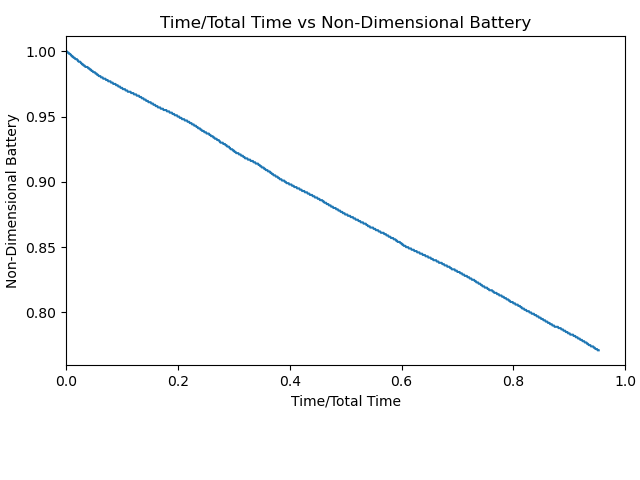 Time/Total Time vs Non-Dimensional Battery
1.00
0.95
0.90
0.85
0.80
Non-Dimensional Battery
0.0 0.2 0.4 0.6 0.8 1.0
Time/Total Time